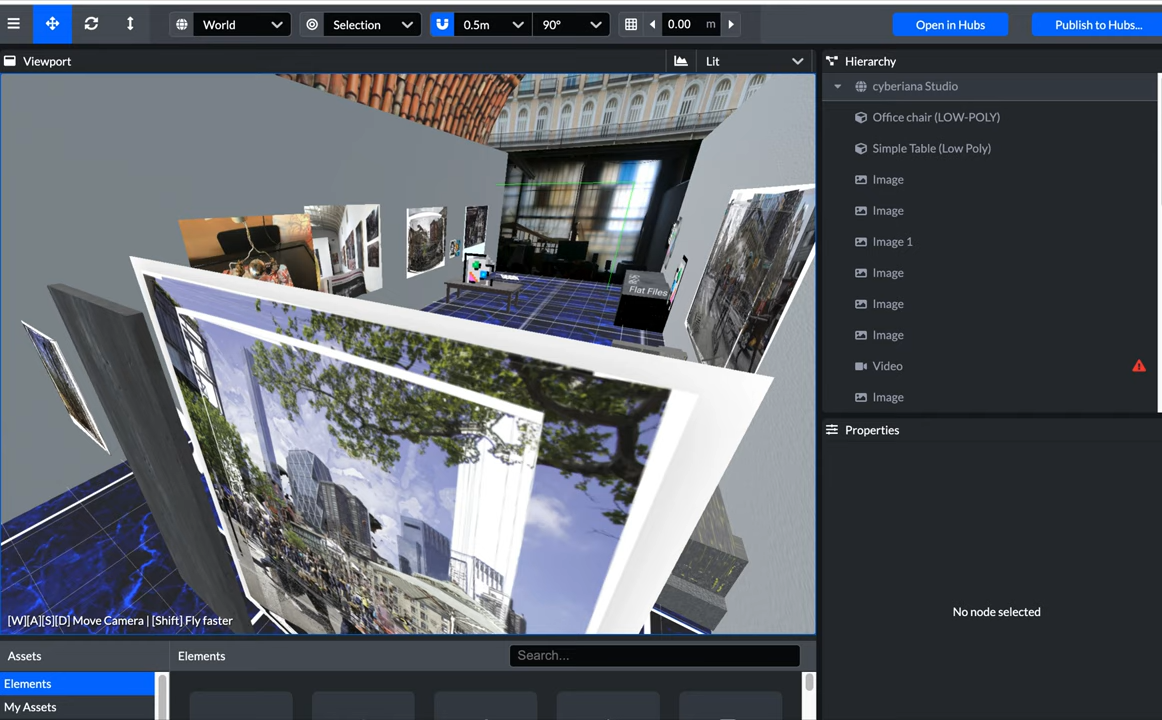 World
Selection
0.5m
90°
0.00 m
Open in Hubs
Publish to Hubs...
Viewport
Lit
Hierarchy
cyberiana Studio
Office chair (LOW-POLY)
Simple Table (Low Poly)
Image
Image
Image 1
Image
Image
Image
Video
Image
Flat Files
[W][A][S][D] Move Camera | [Shift] Fly faster
Properties
No node selected
Assets
Elements
Search...
Elements
My Assets